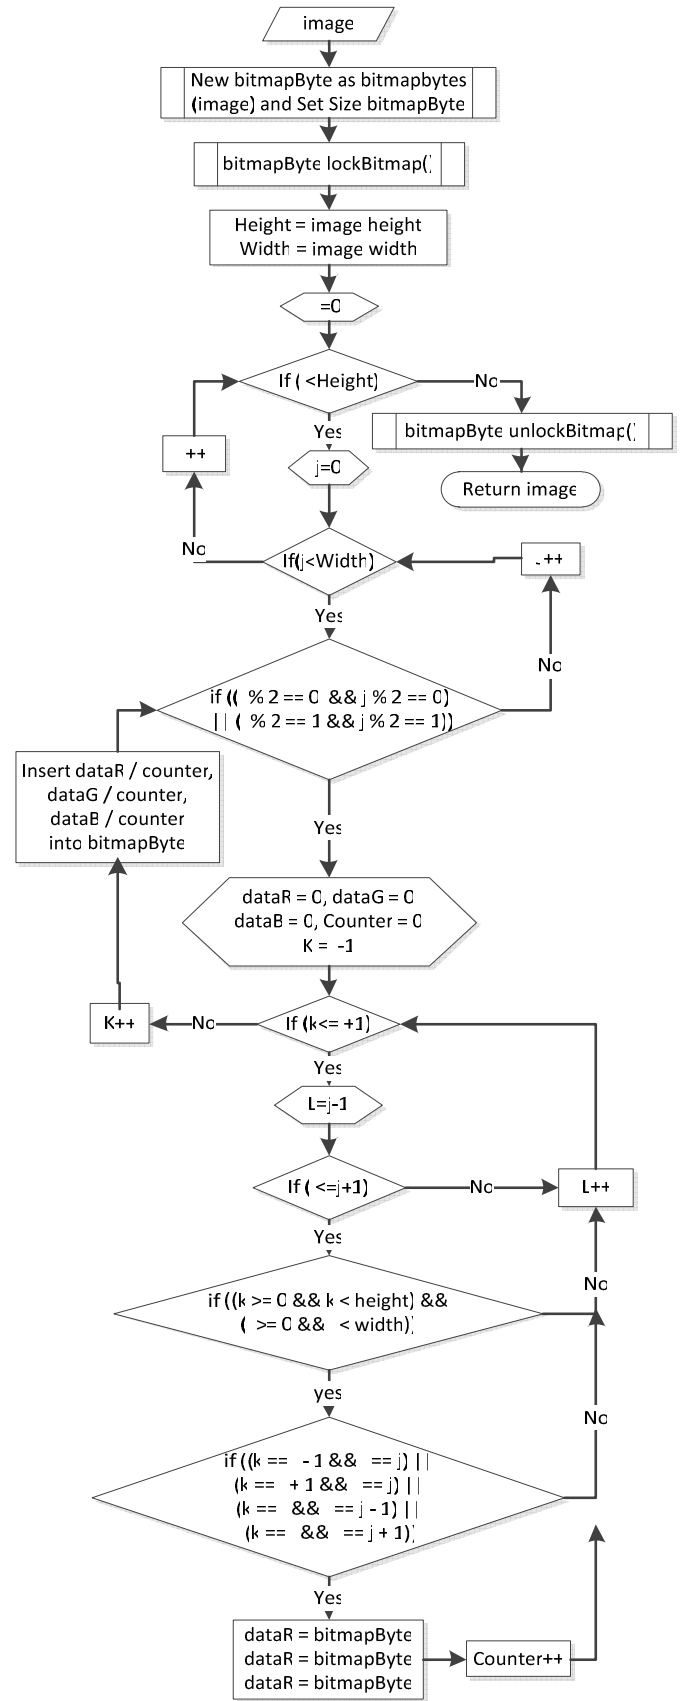 image
New bitmapByte as bitmapbytes
(image) and Set Size bitmapByte
bitmapByte lockBitmap()
Height = image height
Width = image width
=0
If ( <Height)
No
Yes
++
bitmapByte unlockBitmap()
j=0
Return image
No
If(j<Width)
++
Yes
No
if (( % 2 == 0 && j % 2 == 0)
|| ( % 2 == 1 && j % 2 == 1))
Insert dataR / counter,
dataG / counter,
dataB / counter
into bitmapByte
Yes
dataR = 0, dataG = 0
dataB = 0, Counter = 0
K = -1
K++
No
If (k<= +1)
Yes
L=j-1
If ( <=j+1)
No
L++
Yes
No
if ((k >= 0 && k < height) &&
( >= 0 && < width))
yes
No
if ((k == - 1 && == j) ||
(k == + 1 && == j) ||
(k == && == j - 1) ||
(k == && == j + 1))
Yes
dataR = bitmapByte
dataR = bitmapByte
dataR = bitmapByte
Counter++